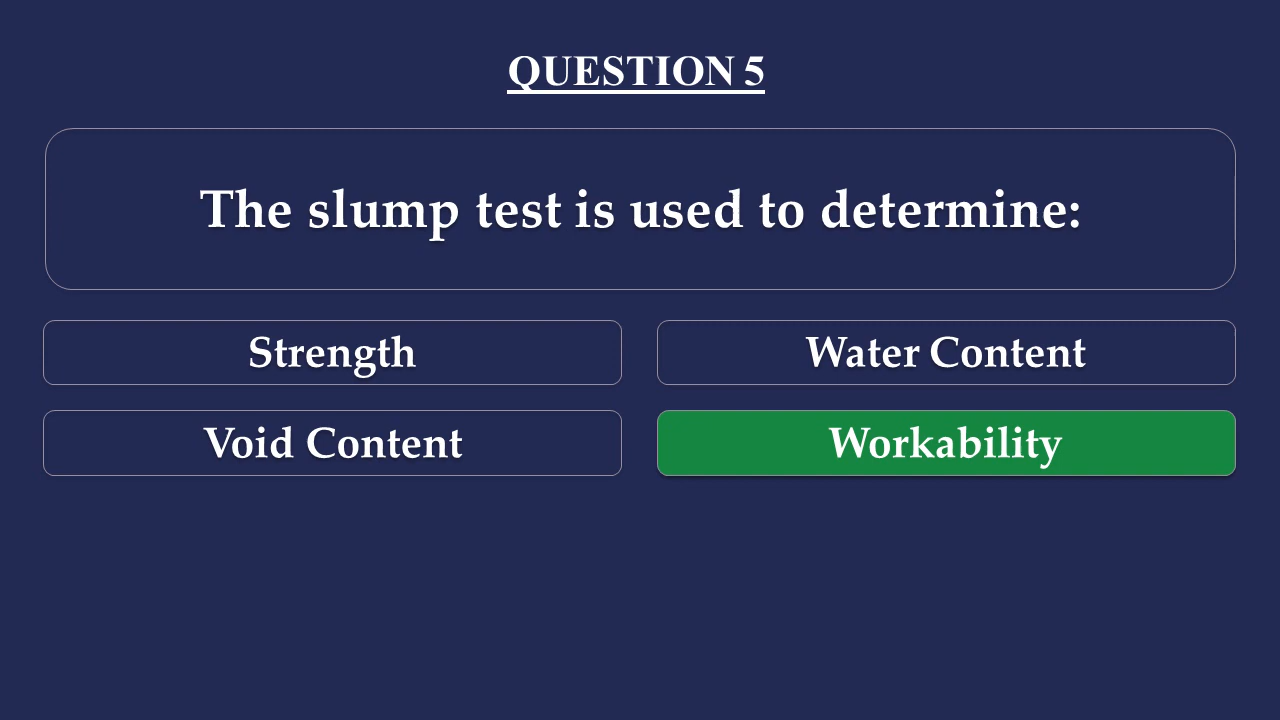 QUESTION 5
The slump test is used to determine:
Strength
Water Content
Void Content
Workability